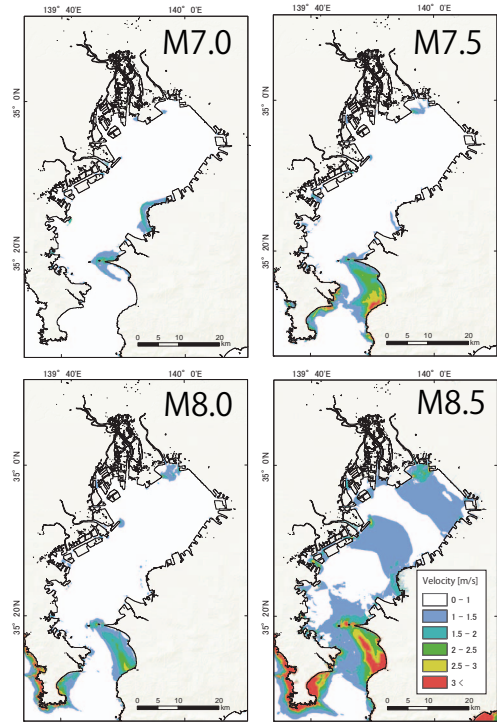 139° 40'E
140° 0'E
139° 40'E
140° 0'E
M7.0
M7.5
35° 0'N
35° 0'N
35° 20'N
35° 20'N
0 5 10 20
km
0 5 10 20
km
139° 40'E
140° 0'E
139° 40'E
140° 0'E
M8.0
M8.5
35° 0'N
35° 0'N
35° 20'N
35° 20'N
Velocity [m/s]
0 – 1
1 – 1.5
1.5 – 2
2 – 2.5
2.5 – 3
3 <
0 5 10 20
km
0 5 10 20
km